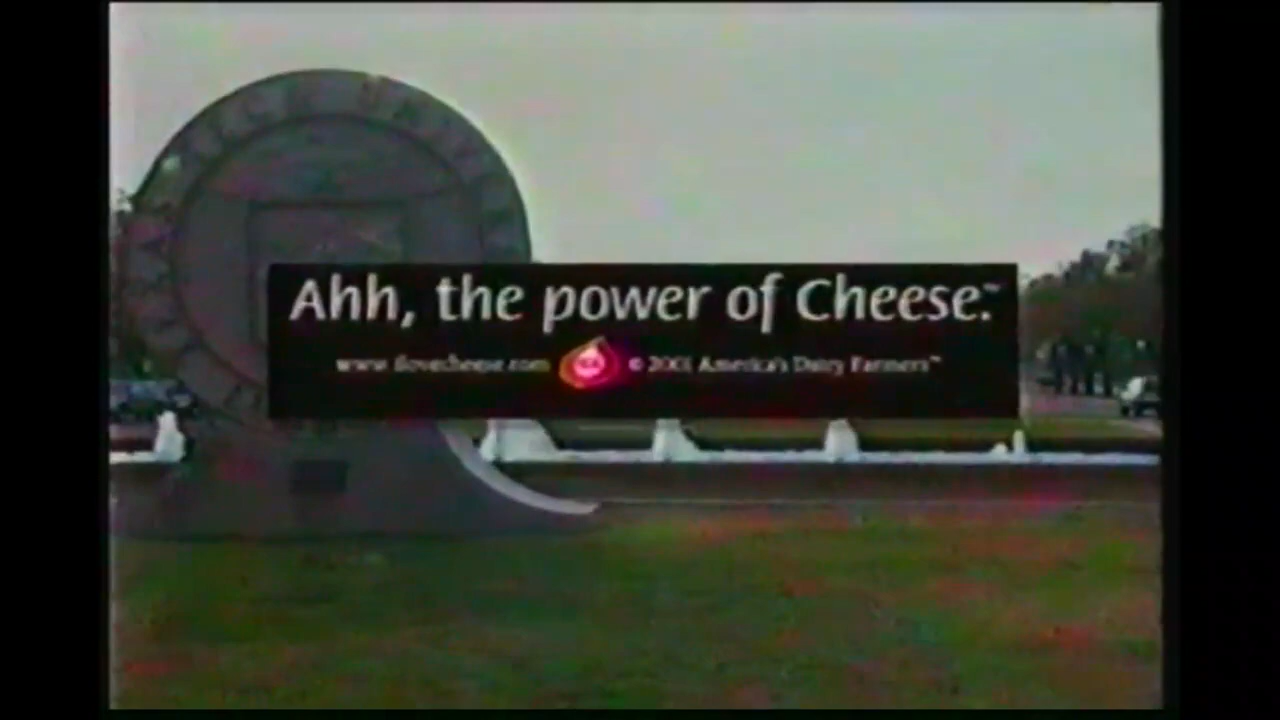 Ahh, the power of Cheese.™
www.ilovecheese.com © 2001 America's Dairy Farmers™